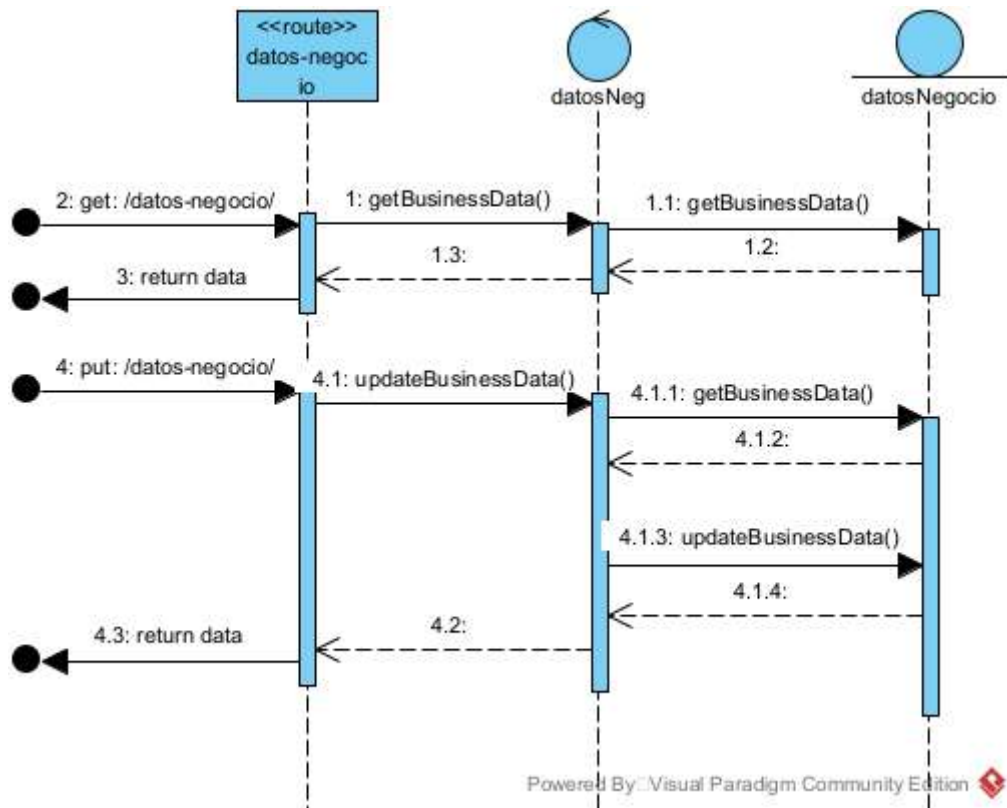 <<route>>
datos-negoc
io
datosNeg
datosNegocio
2: get: /datos-negocio/
1: getBusinessData()
1.1: getBusinessData()
1.3:
1.2:
3: return data
4: put: /datos-negocio/
4.1: updateBusinessData()
4.1.1: getBusinessData()
4.1.2:
4.1.3: updateBusinessData()
4.1.4:
4.2:
4.3: return data
Powered By Visual Paradigm Community Edition